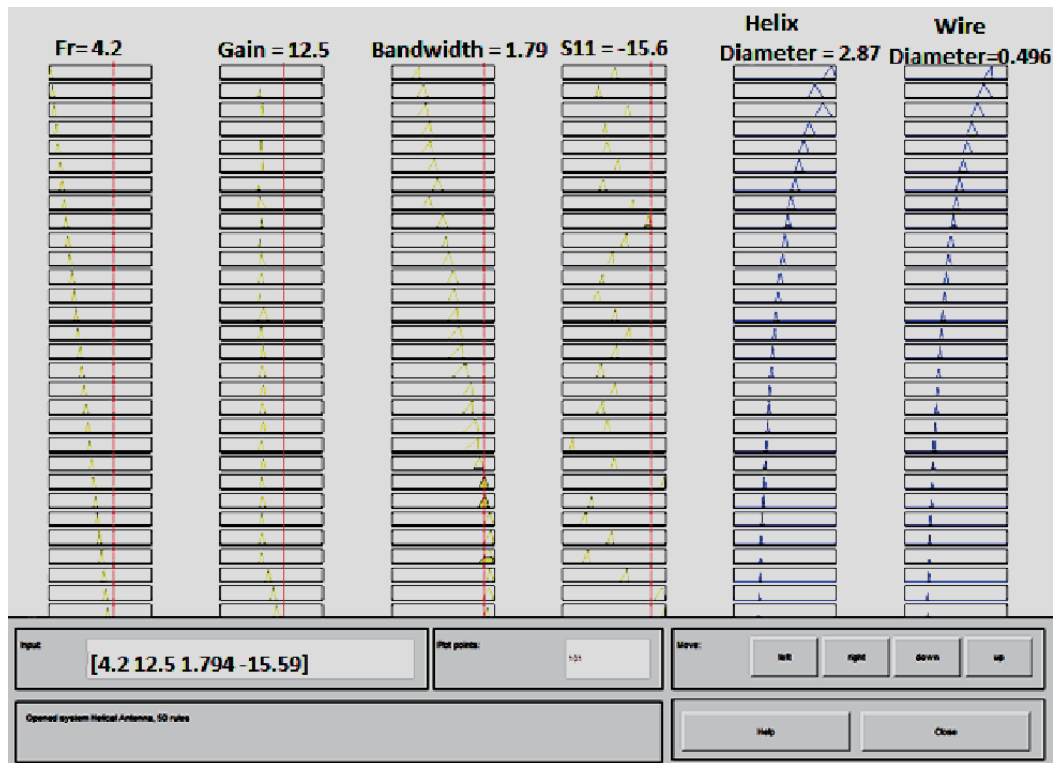 Fr= 4.2
Gain = 12.5
Bandwidth = 1.79
S11 = -15.6
Helix
Diameter = 2.87
Wire
Diameter=0.496
Input:
[4.2 12.5 1.794 -15.59]
Plot points:
101
Move:
left
right
down
up
Opened system Helical Antenna, 50 rules
Help
Close